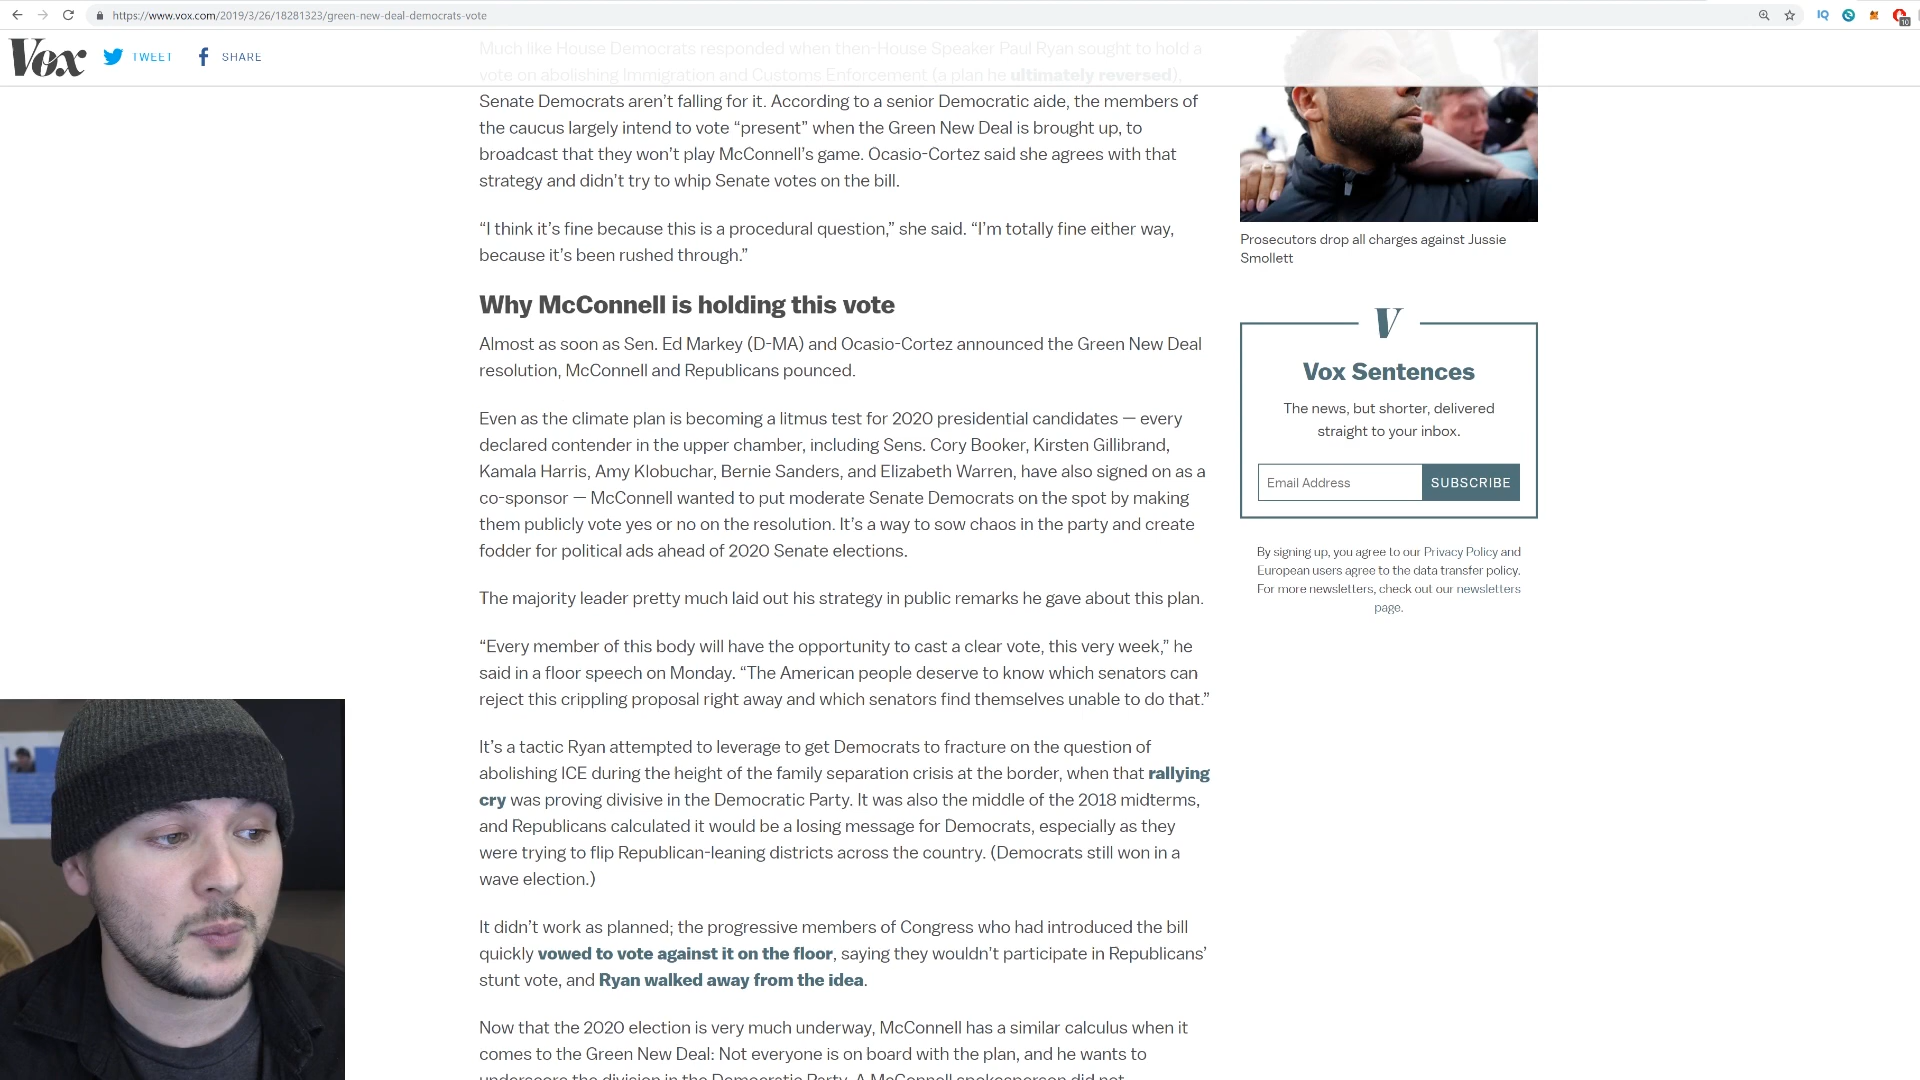 https://www.vox.com/2019/3/26/18281323/green-new-deal-democrats-vote
IQ
10
Vox
TWEET
SHARE
Much like House Democrats responded when then-House Speaker Paul Ryan sought to hold a
vote on abolishing Immigration and Customs Enforcement (a plan he ultimately reversed),
Senate Democrats aren’t falling for it. According to a senior Democratic aide, the members of
the caucus largely intend to vote “present” when the Green New Deal is brought up, to
broadcast that they won’t play McConnell’s game. Ocasio-Cortez said she agrees with that
strategy and didn’t try to whip Senate votes on the bill.
“I think it’s fine because this is a procedural question,” she said. “I’m totally fine either way,
because it’s been rushed through.”
Why McConnell is holding this vote
Almost as soon as Sen. Ed Markey (D-MA) and Ocasio-Cortez announced the Green New Deal
resolution, McConnell and Republicans pounced.
Even as the climate plan is becoming a litmus test for 2020 presidential candidates — every
declared contender in the upper chamber, including Sens. Cory Booker, Kirsten Gillibrand,
Kamala Harris, Amy Klobuchar, Bernie Sanders, and Elizabeth Warren, have also signed on as a
co-sponsor — McConnell wanted to put moderate Senate Democrats on the spot by making
them publicly vote yes or no on the resolution. It’s a way to sow chaos in the party and create
fodder for political ads ahead of 2020 Senate elections.
The majority leader pretty much laid out his strategy in public remarks he gave about this plan.
“Every member of this body will have the opportunity to cast a clear vote, this very week,” he
said in a floor speech on Monday. “The American people deserve to know which senators can
reject this crippling proposal right away and which senators find themselves unable to do that.”
It’s a tactic Ryan attempted to leverage to get Democrats to fracture on the question of
abolishing ICE during the height of the family separation crisis at the border, when that rallying
cry was proving divisive in the Democratic Party. It was also the middle of the 2018 midterms,
and Republicans calculated it would be a losing message for Democrats, especially as they
were trying to flip Republican-leaning districts across the country. (Democrats still won in a
wave election.)
It didn’t work as planned; the progressive members of Congress who had introduced the bill
quickly vowed to vote against it on the floor, saying they wouldn’t participate in Republicans’
stunt vote, and Ryan walked away from the idea.
Now that the 2020 election is very much underway, McConnell has a similar calculus when it
comes to the Green New Deal: Not everyone is on board with the plan, and he wants to
underscore the division in the Democratic Party. A McConnell spokesperson did not
Prosecutors drop all charges against Jussie
Smollett
V
Vox Sentences
The news, but shorter, delivered
straight to your inbox.
Email Address
SUBSCRIBE
By signing up, you agree to our Privacy Policy and
European users agree to the data transfer policy.
For more newsletters, check out our newsletters
page.